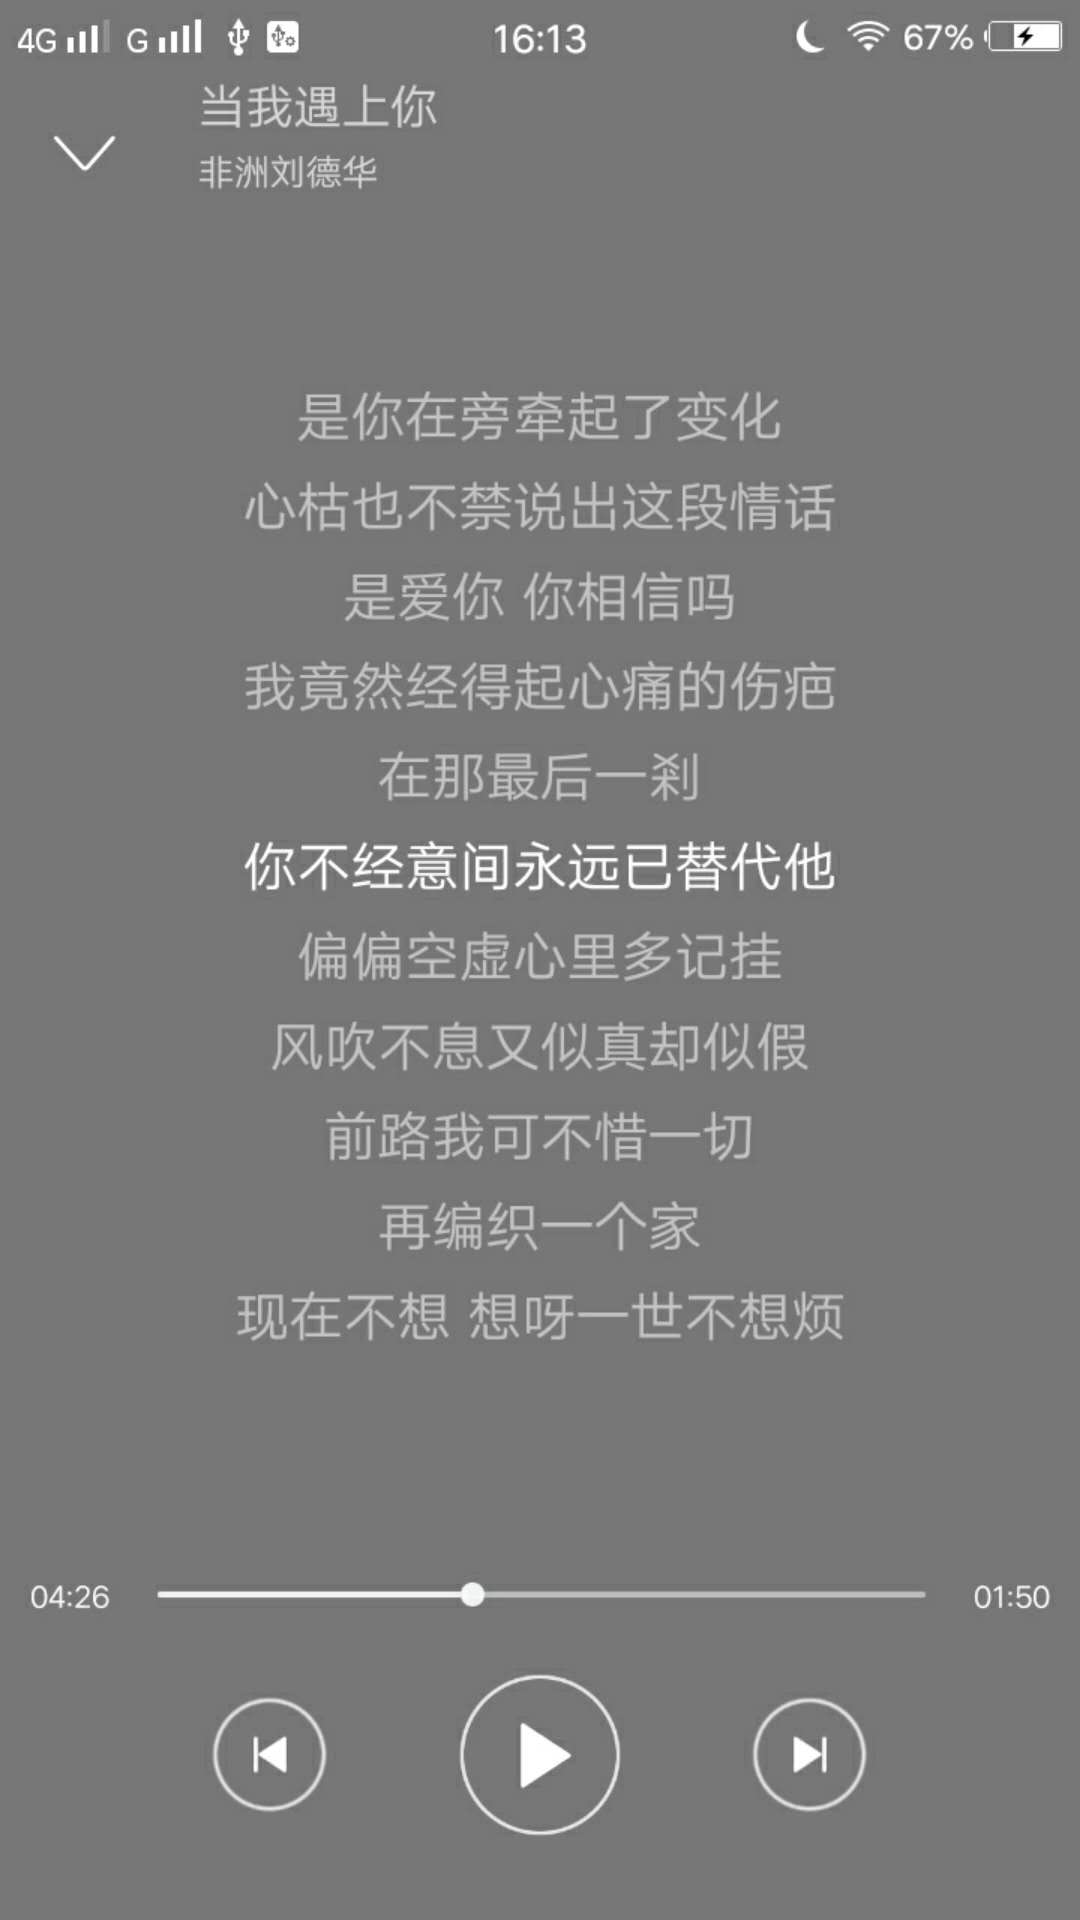 4G G 16:13 67%
当我遇上你
非洲刘德华
是你在旁牵起了变化
心枯也不禁说出这段情话
是爱你 你相信吗
我竟然经得起心痛的伤疤
在那最后一刹
你不经意间永远已替代他
偏偏空虚心里多记挂
风吹不息又似真却似假
前路我可不惜一切
再编织一个家
现在不想 想呀一世不想烦
04:26 01:50